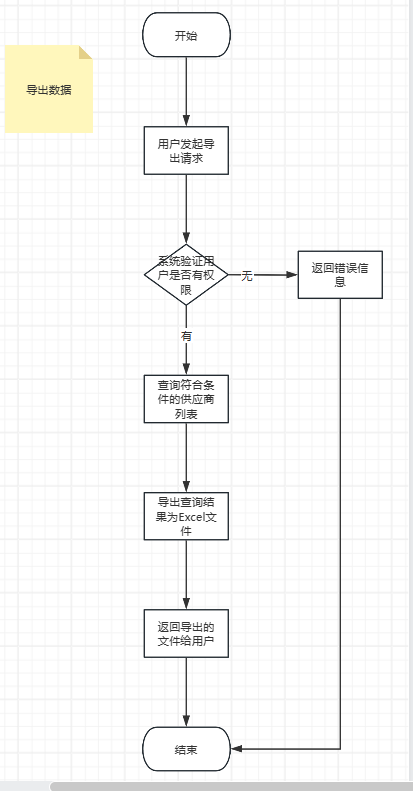 开始
导出数据
用户发起导
出请求
系统验证用
户是否有权
限
无
返回错误信
息
有
查询符合条
件的供应商
列表
导出查询结
果为Excel文
件
返回导出的
文件给用户
结束